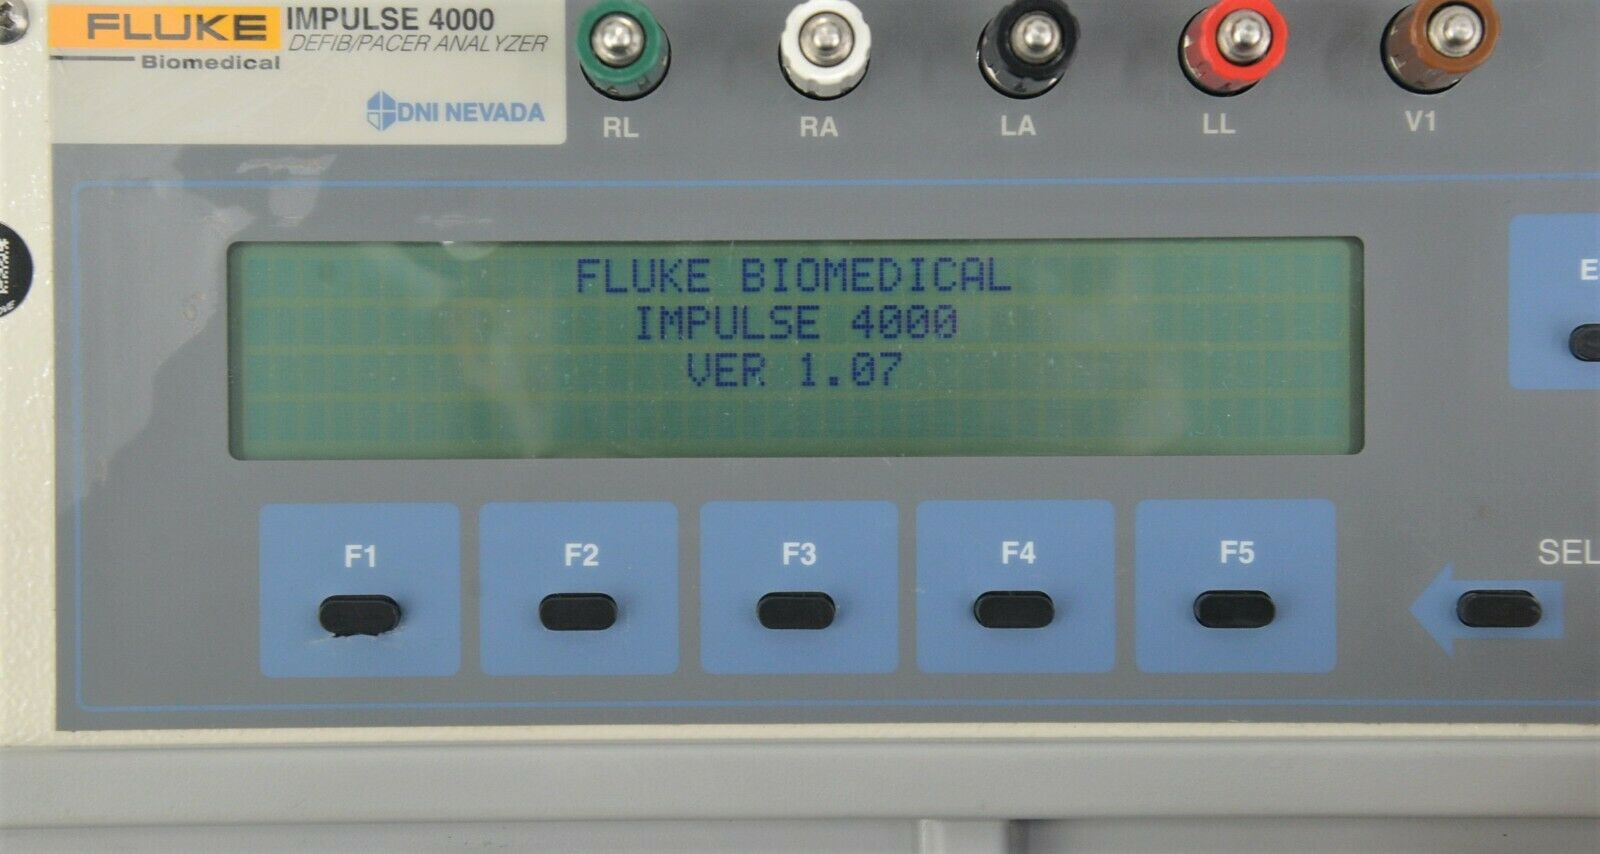 FLUKE
IMPULSE 4000
DEFIB/PACER ANALYZER
Biomedical
DNI NEVADA
RL
RA
LA
LL
V1
FLUKE BIOMEDICAL
IMPULSE 4000
VER 1.07
F1
F2
F3
F4
F5